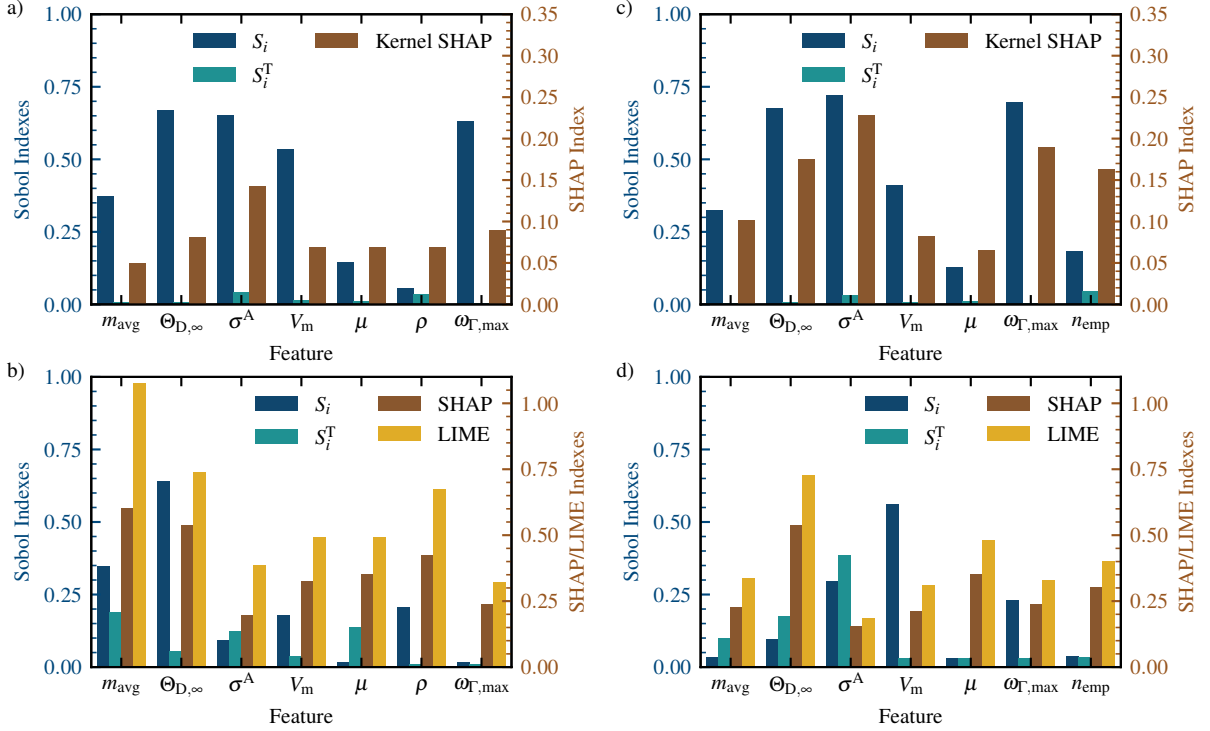 a)
1.00
0.75
0.50
0.25
0.00
Sobol Indexes
S_i
S_i^T
Kernel SHAP
0.35
0.30
0.25
0.20
0.15
0.10
0.05
0.00
SHAP Index
m_avg Θ_D,∞ σ^A V_m μ ρ ω_Γ,max
Feature
c)
1.00
0.75
0.50
0.25
0.00
Sobol Indexes
S_i
S_i^T
Kernel SHAP
0.35
0.30
0.25
0.20
0.15
0.10
0.05
0.00
SHAP Index
m_avg Θ_D,∞ σ^A V_m μ ω_Γ,max n_emp
Feature
b)
1.00
0.75
0.50
0.25
0.00
Sobol Indexes
S_i
S_i^T
SHAP
LIME
1.00
0.75
0.50
0.25
0.00
SHAP/LIME Indexes
m_avg Θ_D,∞ σ^A V_m μ ρ ω_Γ,max
Feature
d)
1.00
0.75
0.50
0.25
0.00
Sobol Indexes
S_i
S_i^T
SHAP
LIME
1.00
0.75
0.50
0.25
0.00
SHAP/LIME Indexes
m_avg Θ_D,∞ σ^A V_m μ ω_Γ,max n_emp
Feature